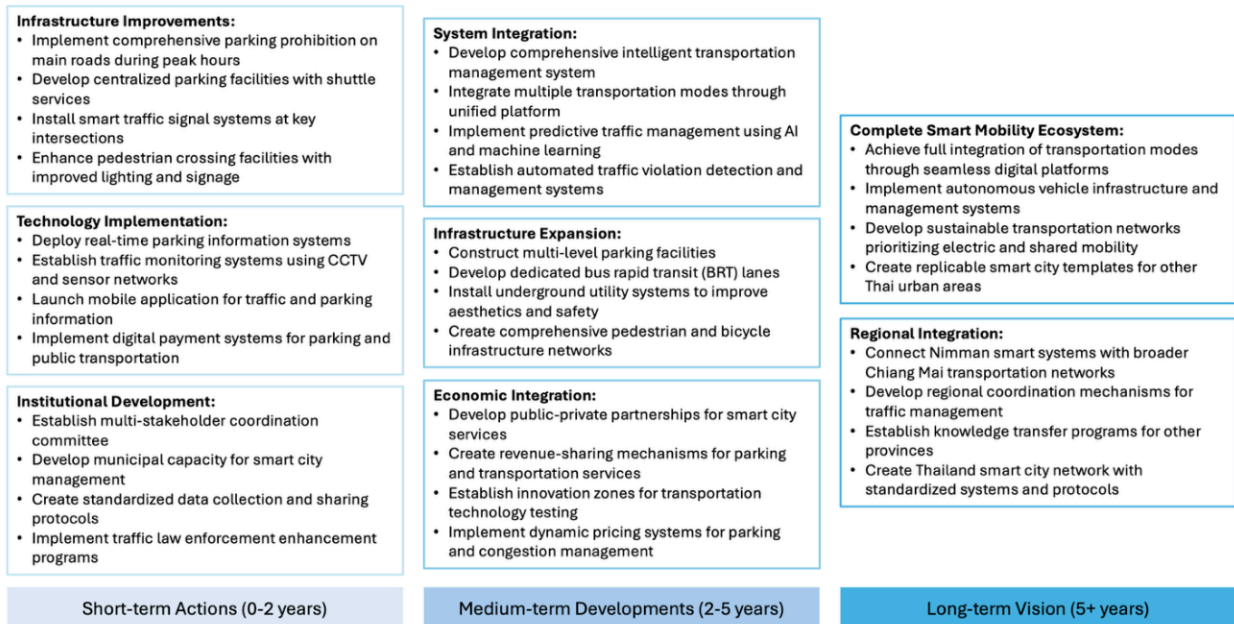 Infrastructure Improvements:
• Implement comprehensive parking prohibition on
main roads during peak hours
• Develop centralized parking facilities with shuttle
services
• Install smart traffic signal systems at key
intersections
• Enhance pedestrian crossing facilities with
improved lighting and signage
Technology Implementation:
• Deploy real-time parking information systems
• Establish traffic monitoring systems using CCTV
and sensor networks
• Launch mobile application for traffic and parking
information
• Implement digital payment systems for parking and
public transportation
Institutional Development:
• Establish multi-stakeholder coordination
committee
• Develop municipal capacity for smart city
management
• Create standardized data collection and sharing
protocols
• Implement traffic law enforcement enhancement
programs
Short-term Actions (0-2 years)
System Integration:
• Develop comprehensive intelligent transportation
management system
• Integrate multiple transportation modes through
unified platform
• Implement predictive traffic management using AI
and machine learning
• Establish automated traffic violation detection and
management systems
Infrastructure Expansion:
• Construct multi-level parking facilities
• Develop dedicated bus rapid transit (BRT) lanes
• Install underground utility systems to improve
aesthetics and safety
• Create comprehensive pedestrian and bicycle
infrastructure networks
Economic Integration:
• Develop public-private partnerships for smart city
services
• Create revenue-sharing mechanisms for parking
and transportation services
• Establish innovation zones for transportation
technology testing
• Implement dynamic pricing systems for parking
and congestion management
Medium-term Developments (2-5 years)
Complete Smart Mobility Ecosystem:
• Achieve full integration of transportation modes
through seamless digital platforms
• Implement autonomous vehicle infrastructure and
management systems
• Develop sustainable transportation networks
prioritizing electric and shared mobility
• Create replicable smart city templates for other
Thai urban areas
Regional Integration:
• Connect Nimman smart systems with broader
Chiang Mai transportation networks
• Develop regional coordination mechanisms for
traffic management
• Establish knowledge transfer programs for other
provinces
• Create Thailand smart city network with
standardized systems and protocols
Long-term Vision (5+ years)